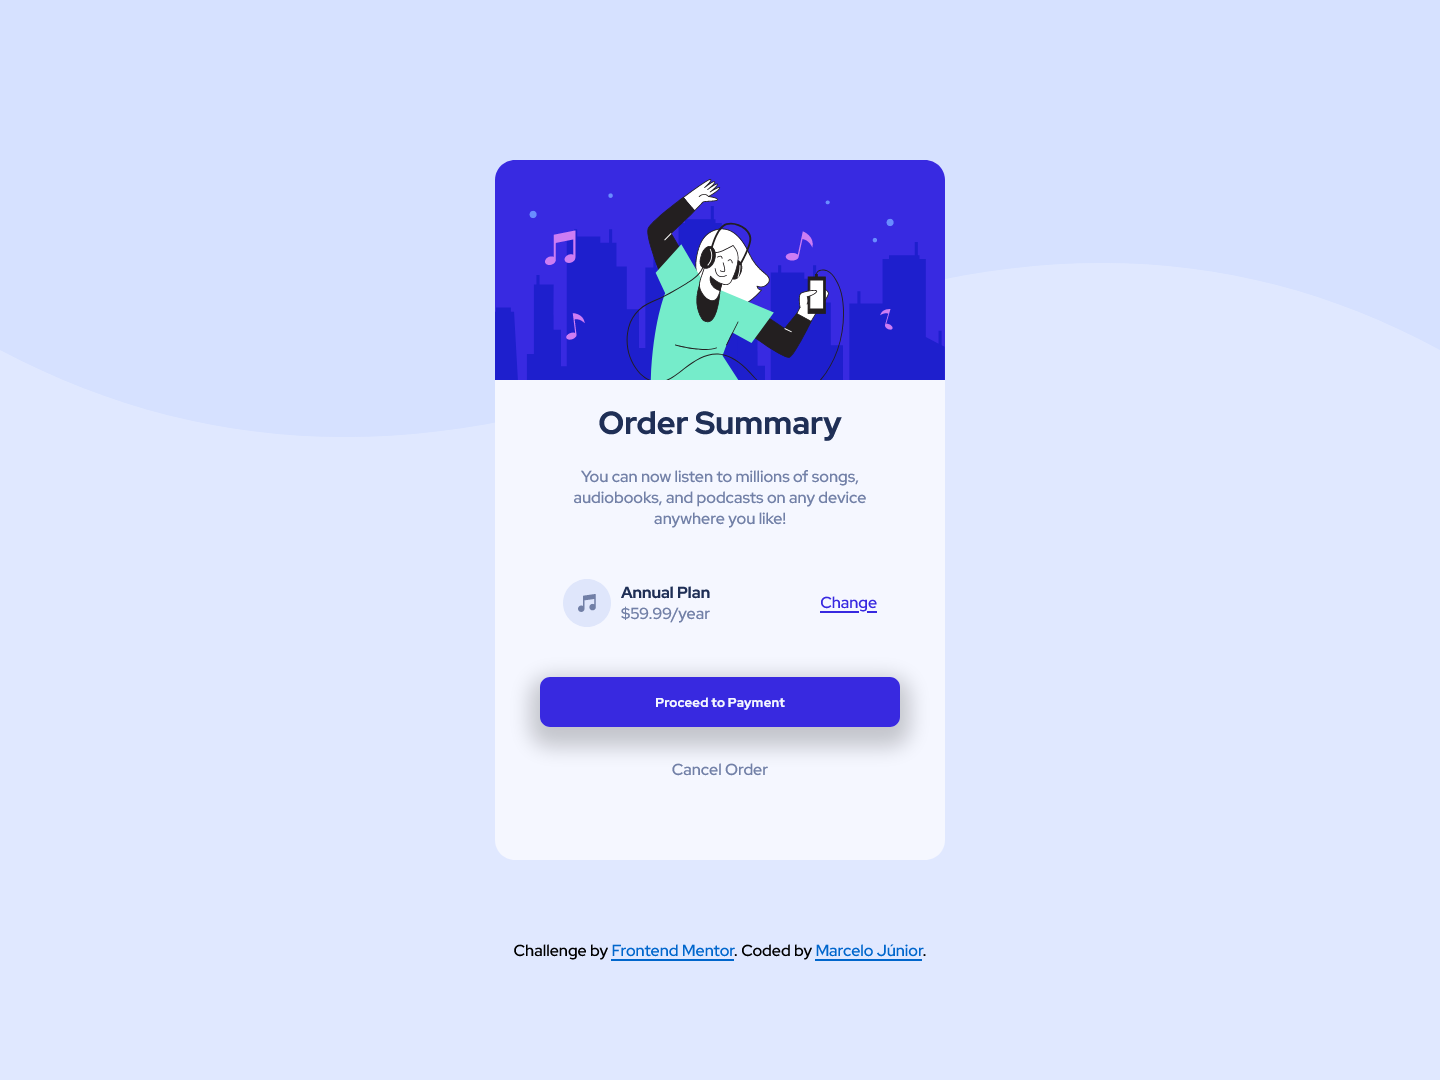 Order Summary
You can now listen to millions of songs,
audiobooks, and podcasts on any device
anywhere you like!
Annual Plan
$59.99/year
Change
Proceed to Payment
Cancel Order
Challenge by Frontend Mentor. Coded by Marcelo Júnior.